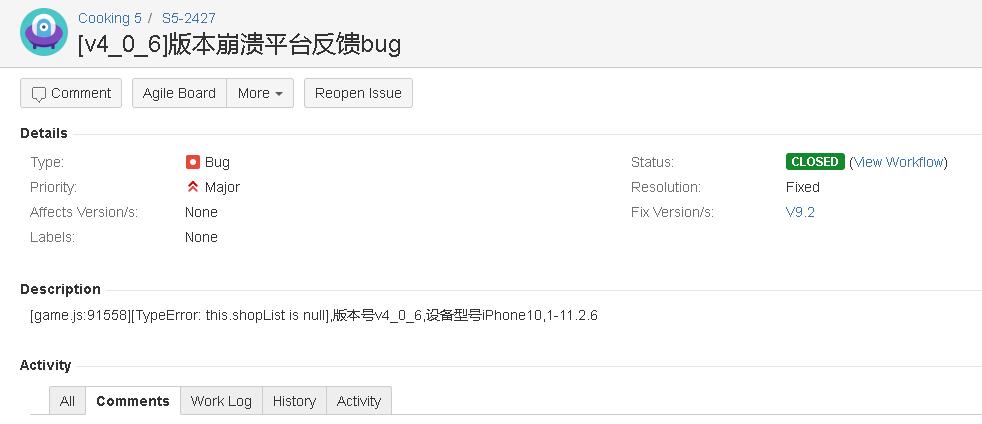 Cooking 5 / S5-2427
[v4_0_6]版本崩溃平台反馈bug
Comment Agile Board More Reopen Issue
Details
Type: Bug Status: CLOSED (View Workflow)
Priority: Major Resolution: Fixed
Affects Version/s: None Fix Version/s: V9.2
Labels: None
Description
[game.js:91558][TypeError: this.shopList is null],版本号v4_0_6,设备型号iPhone10,1-11.2.6
Activity
All Comments Work Log History Activity